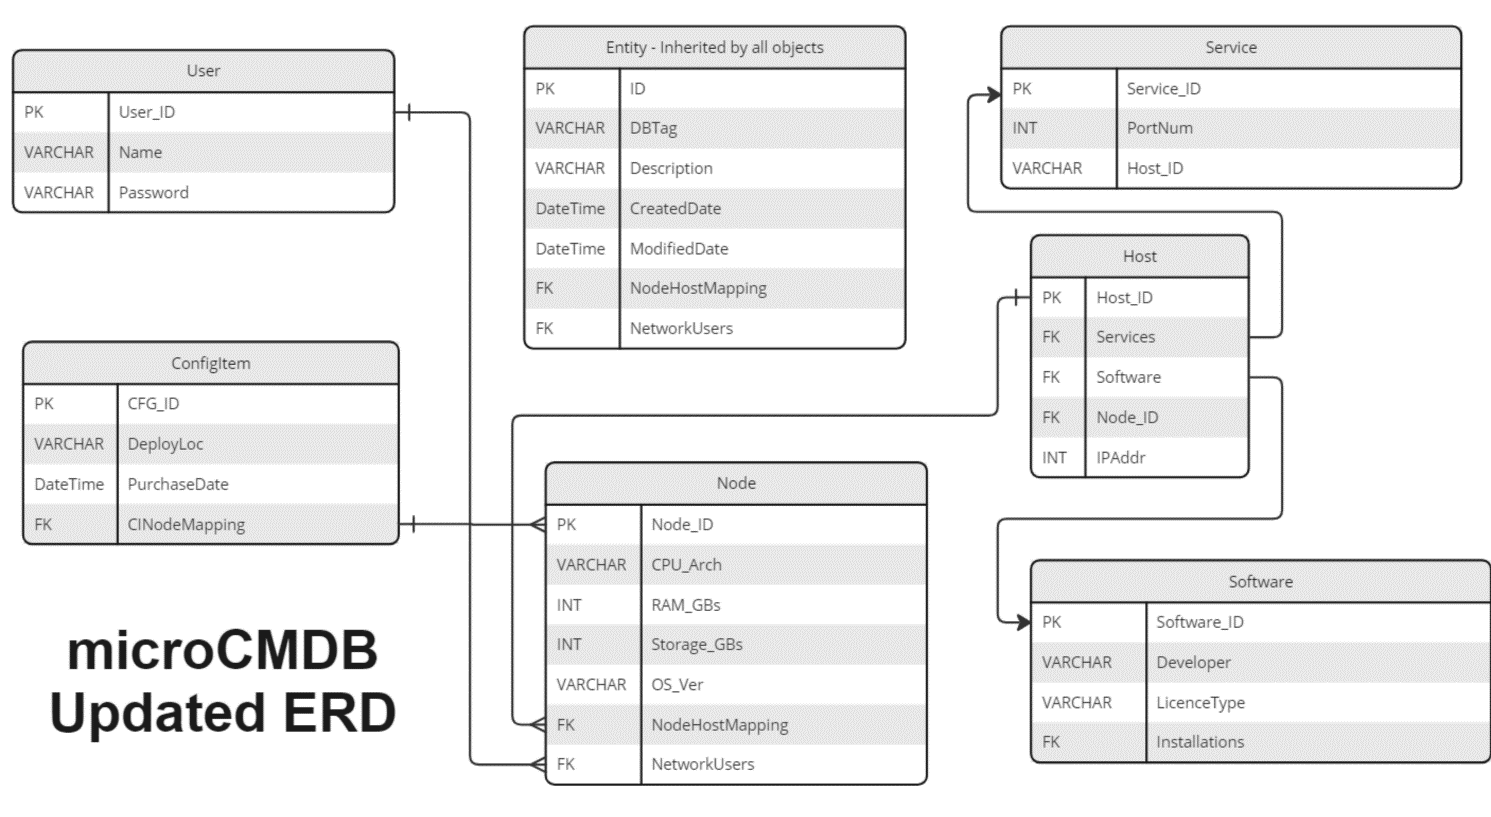 User
PK User_ID
VARCHAR Name
VARCHAR Password
Entity - Inherited by all objects
PK ID
VARCHAR DBTag
VARCHAR Description
DateTime CreatedDate
DateTime ModifiedDate
FK NodeHostMapping
FK NetworkUsers
Service
PK Service_ID
INT PortNum
VARCHAR Host_ID
Host
PK Host_ID
FK Services
FK Software
FK Node_ID
INT IPAddr
ConfigItem
PK CFG_ID
VARCHAR DeployLoc
DateTime PurchaseDate
FK CINodeMapping
Node
PK Node_ID
VARCHAR CPU_Arch
INT RAM_GBs
INT Storage_GBs
VARCHAR OS_Ver
FK NodeHostMapping
FK NetworkUsers
Software
PK Software_ID
VARCHAR Developer
VARCHAR LicenceType
FK Installations
microCMDB
Updated ERD